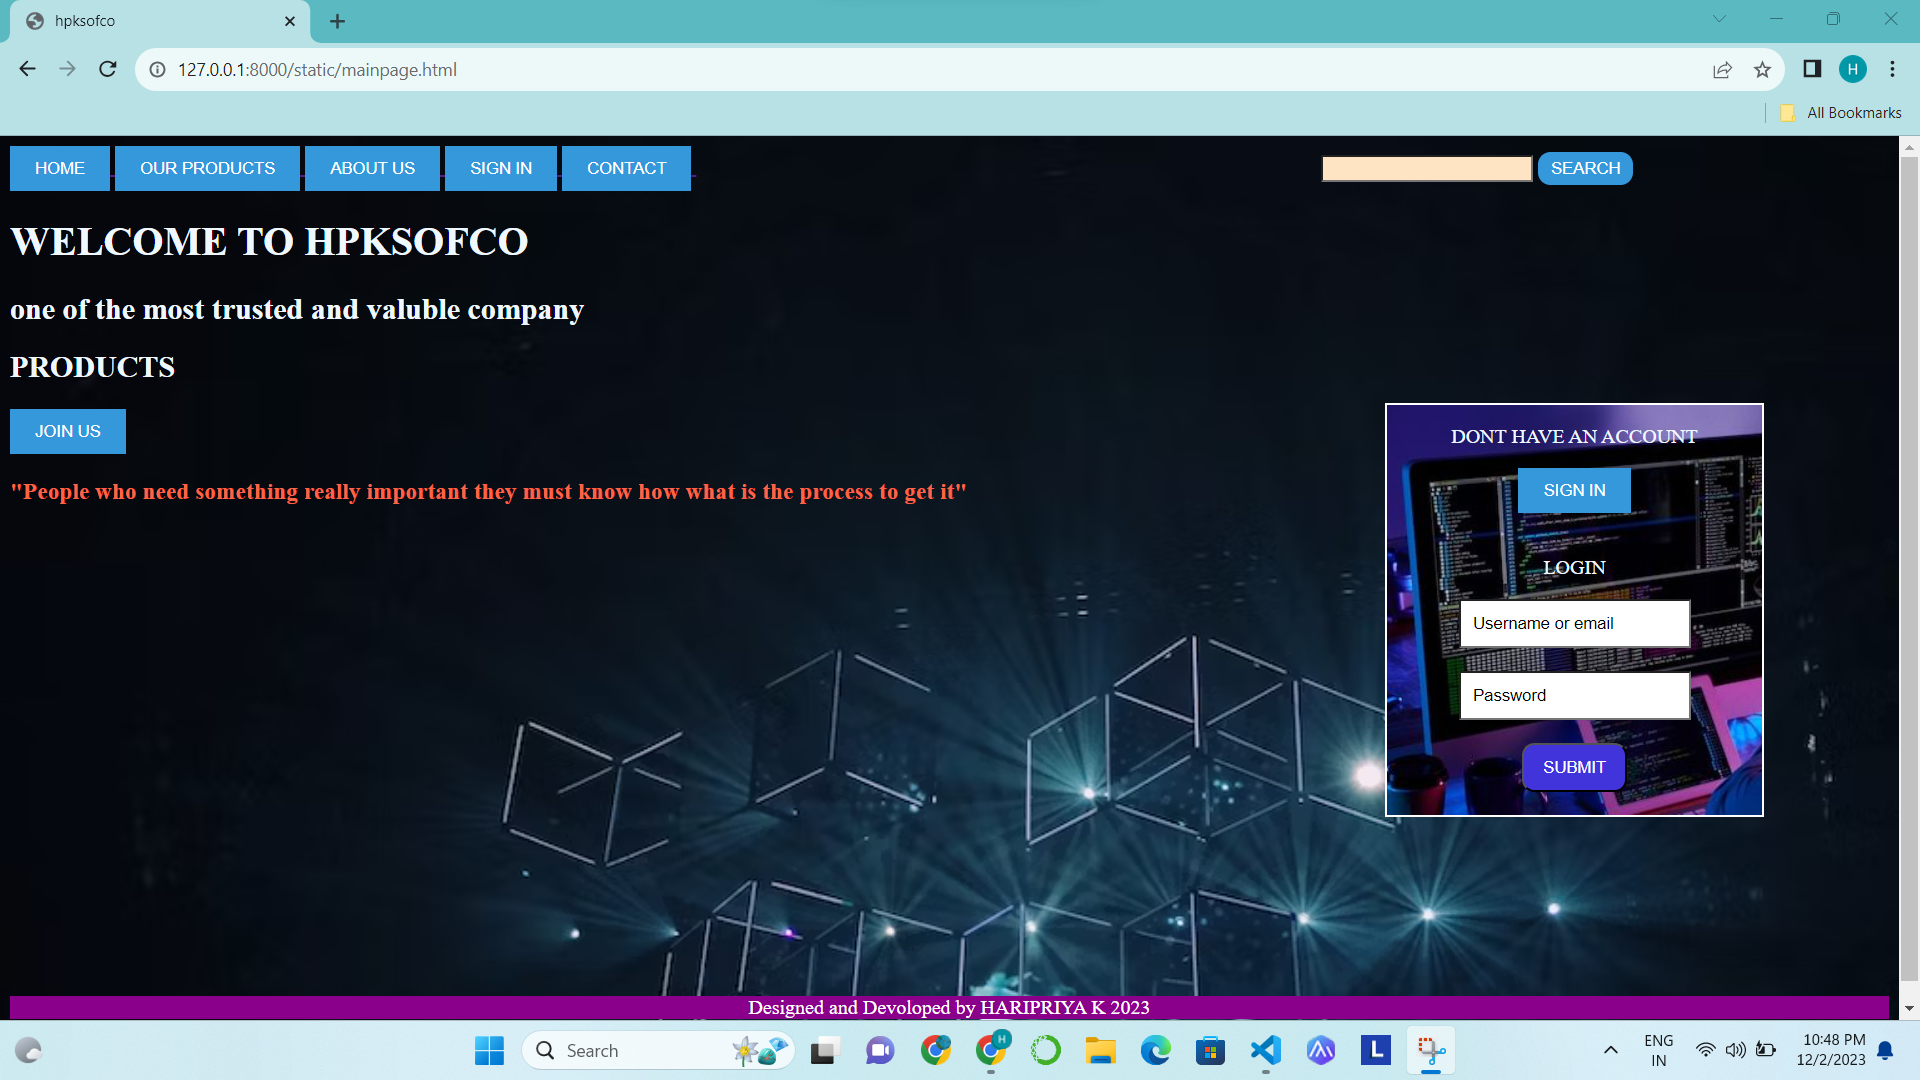 hpksofco
127.0.0.1:8000/static/mainpage.html
All Bookmarks
HOME OUR PRODUCTS ABOUT US SIGN IN CONTACT SEARCH
WELCOME TO HPKSOFCO
one of the most trusted and valuble company
PRODUCTS
JOIN US
"People who need something really important they must know how what is the process to get it"
DONT HAVE AN ACCOUNT
SIGN IN
LOGIN
Username or email
Password
SUBMIT
Designed and Devoloped by HARIPRIYA K 2023
Search
H
L
ENG
IN
10:48 PM
12/2/2023